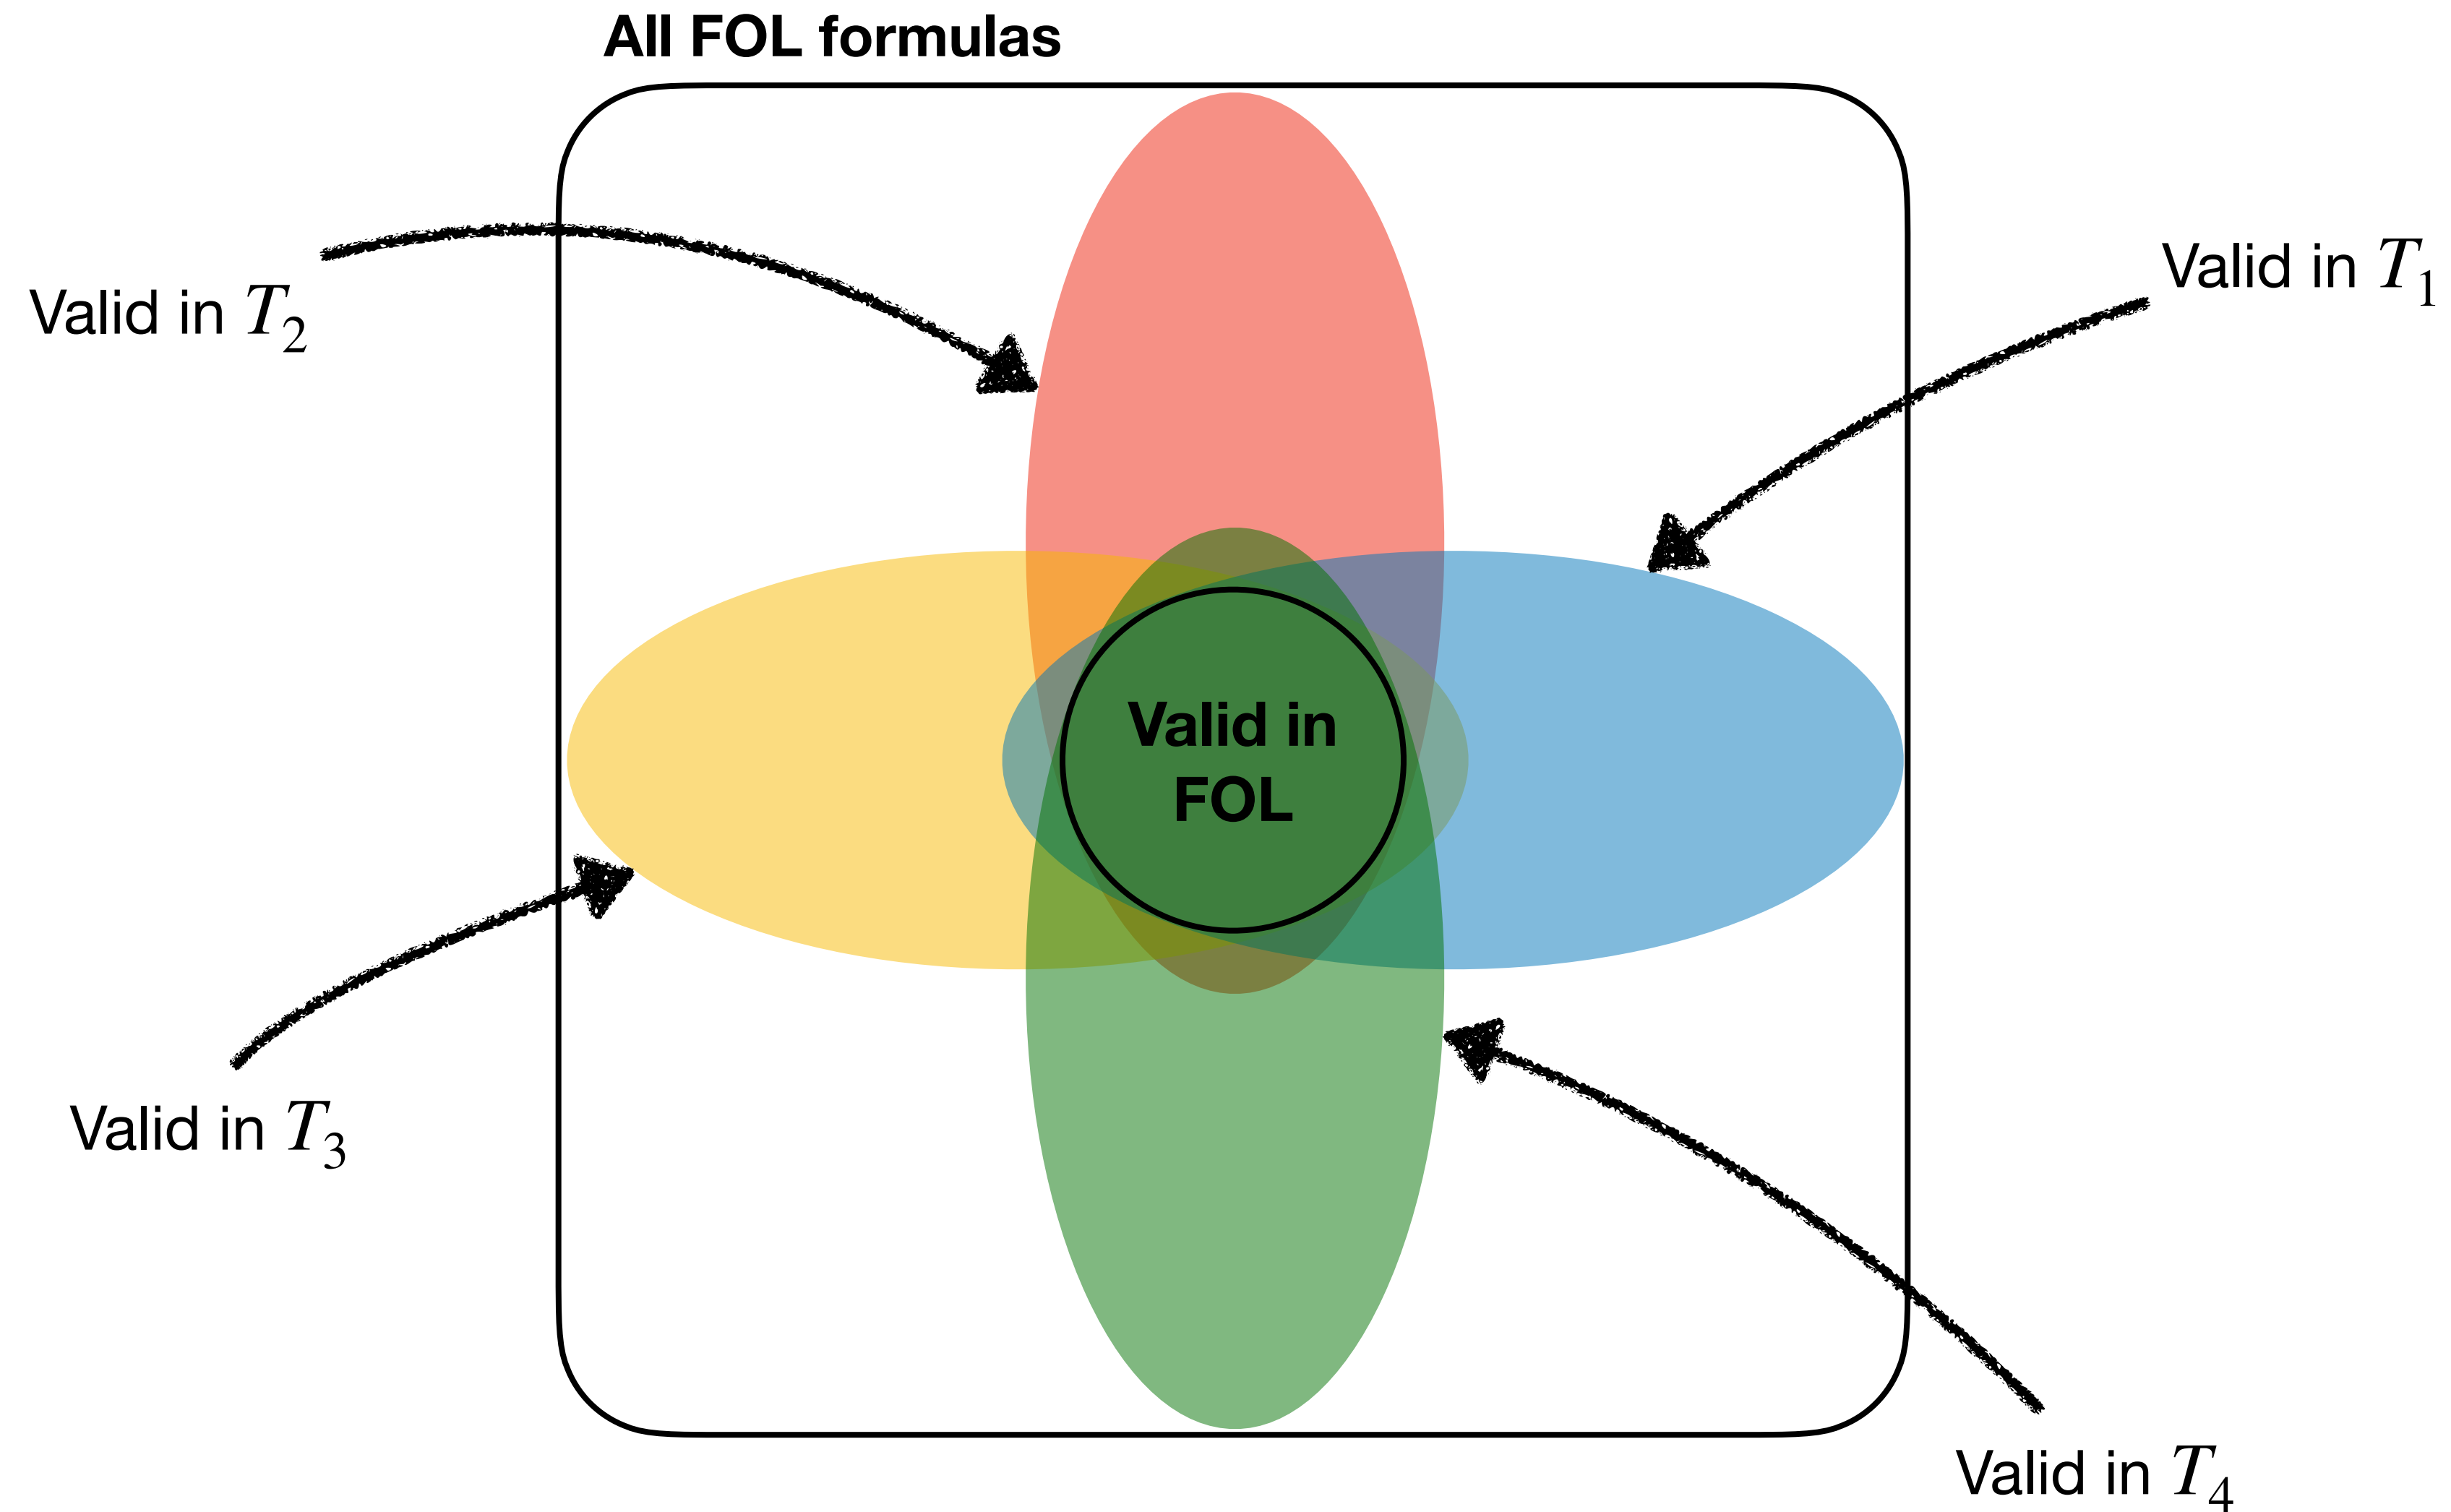 All FOL formulas
Valid in T₁
Valid in T₂
Valid in
FOL
Valid in T₃
Valid in T₄